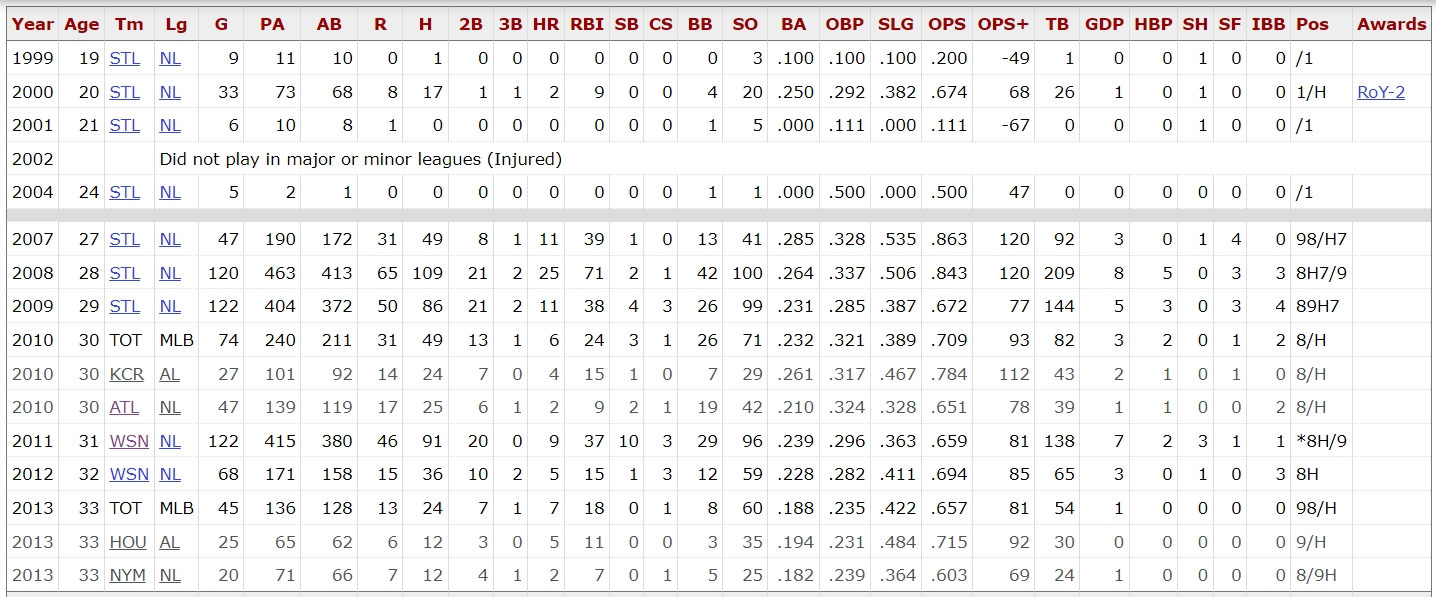 Year Age Tm Lg G PA AB R H 2B 3B HR RBI SB CS BB SO BA OBP SLG OPS OPS+ TB GDP HBP SH SF IBB Pos Awards
1999 19 STL NL 9 11 10 0 1 0 0 0 0 0 0 0 3 .100 .100 .100 .200 -49 1 0 0 1 0 0 /1
2000 20 STL NL 33 73 68 8 17 1 1 2 9 0 0 4 20 .250 .292 .382 .674 68 26 1 0 1 0 0 1/H RoY-2
2001 21 STL NL 6 10 8 1 0 0 0 0 0 0 0 1 5 .000 .111 .000 .111 -67 0 0 0 1 0 0 /1
2002 Did not play in major or minor leagues (Injured)
2004 24 STL NL 5 2 1 0 0 0 0 0 0 0 0 1 1 .000 .500 .000 .500 47 0 0 0 0 0 0 /1
2007 27 STL NL 47 190 172 31 49 8 1 11 39 1 0 13 41 .285 .328 .535 .863 120 92 3 0 1 4 0 98/H7
2008 28 STL NL 120 463 413 65 109 21 2 25 71 2 1 42 100 .264 .337 .506 .843 120 209 8 5 0 3 3 8H7/9
2009 29 STL NL 122 404 372 50 86 21 2 11 38 4 3 26 99 .231 .285 .387 .672 77 144 5 3 0 3 4 89H7
2010 30 TOT MLB 74 240 211 31 49 13 1 6 24 3 1 26 71 .232 .321 .389 .709 93 82 3 2 0 1 2 8/H
2010 30 KCR AL 27 101 92 14 24 7 0 4 15 1 0 7 29 .261 .317 .467 .784 112 43 2 1 0 1 0 8/H
2010 30 ATL NL 47 139 119 17 25 6 1 2 9 2 1 19 42 .210 .324 .328 .651 78 39 1 1 0 0 2 8/H
2011 31 WSN NL 122 415 380 46 91 20 0 9 37 10 3 29 96 .239 .296 .363 .659 81 138 7 2 3 1 1 *8H/9
2012 32 WSN NL 68 171 158 15 36 10 2 5 15 1 3 12 59 .228 .282 .411 .694 85 65 3 0 1 0 3 8H
2013 33 TOT MLB 45 136 128 13 24 7 1 7 18 0 1 8 60 .188 .235 .422 .657 81 54 1 0 0 0 0 98/H
2013 33 HOU AL 25 65 62 6 12 3 0 5 11 0 0 3 35 .194 .231 .484 .715 92 30 0 0 0 0 0 9/H
2013 33 NYM NL 20 71 66 7 12 4 1 2 7 0 1 5 25 .182 .239 .364 .603 69 24 1 0 0 0 0 8/9H